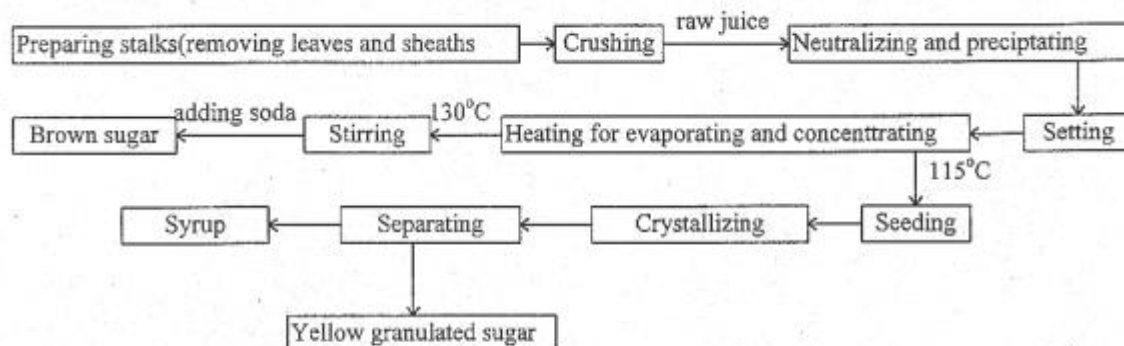 Preparing stalks(removing leaves and sheaths
Crushing
raw juice
Neutralizing and preciptating
Brown sugar
adding soda
Stirring
130°C
Heating for evaporating and concenttrating
Setting
115°C
Syrup
Separating
Crystallizing
Seeding
Yellow granulated sugar